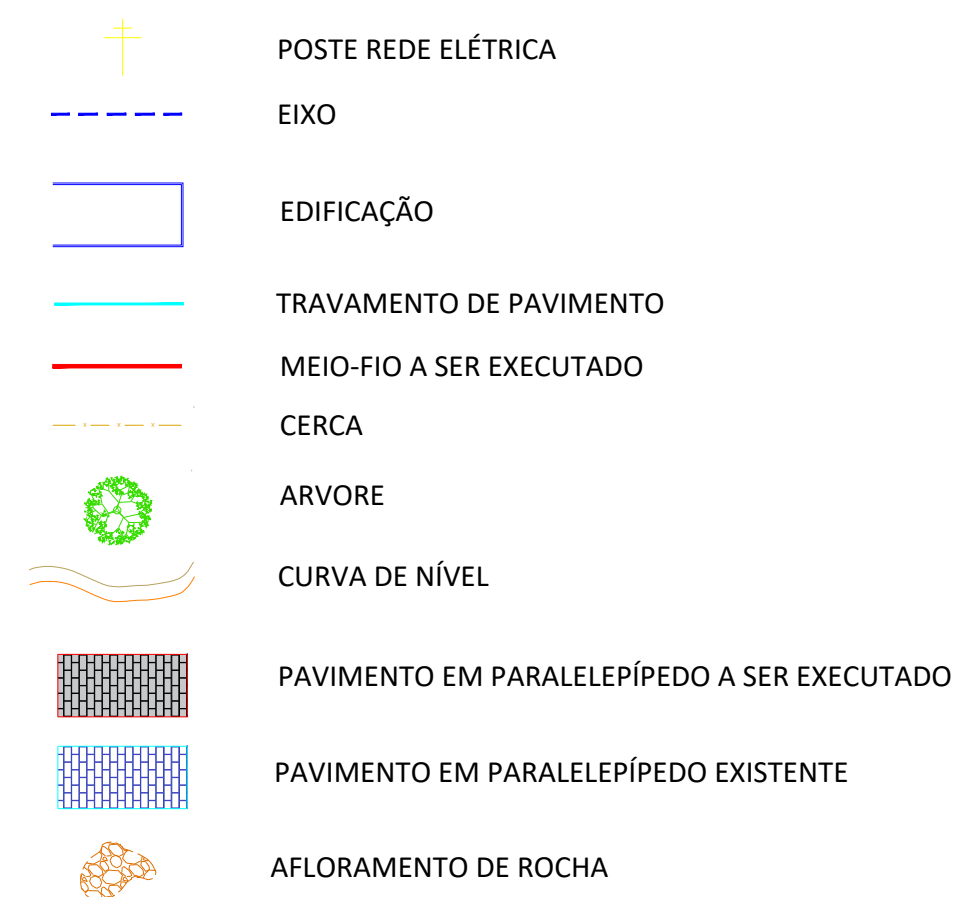 POSTE REDE ELÉTRICA
EIXO
EDIFICAÇÃO
TRAVAMENTO DE PAVIMENTO
MEIO-FIO A SER EXECUTADO
CERCA
ARVORE
CURVA DE NÍVEL
PAVIMENTO EM PARALELEPÍPEDO A SER EXECUTADO
PAVIMENTO EM PARALELEPÍPEDO EXISTENTE
AFLORAMENTO DE ROCHA